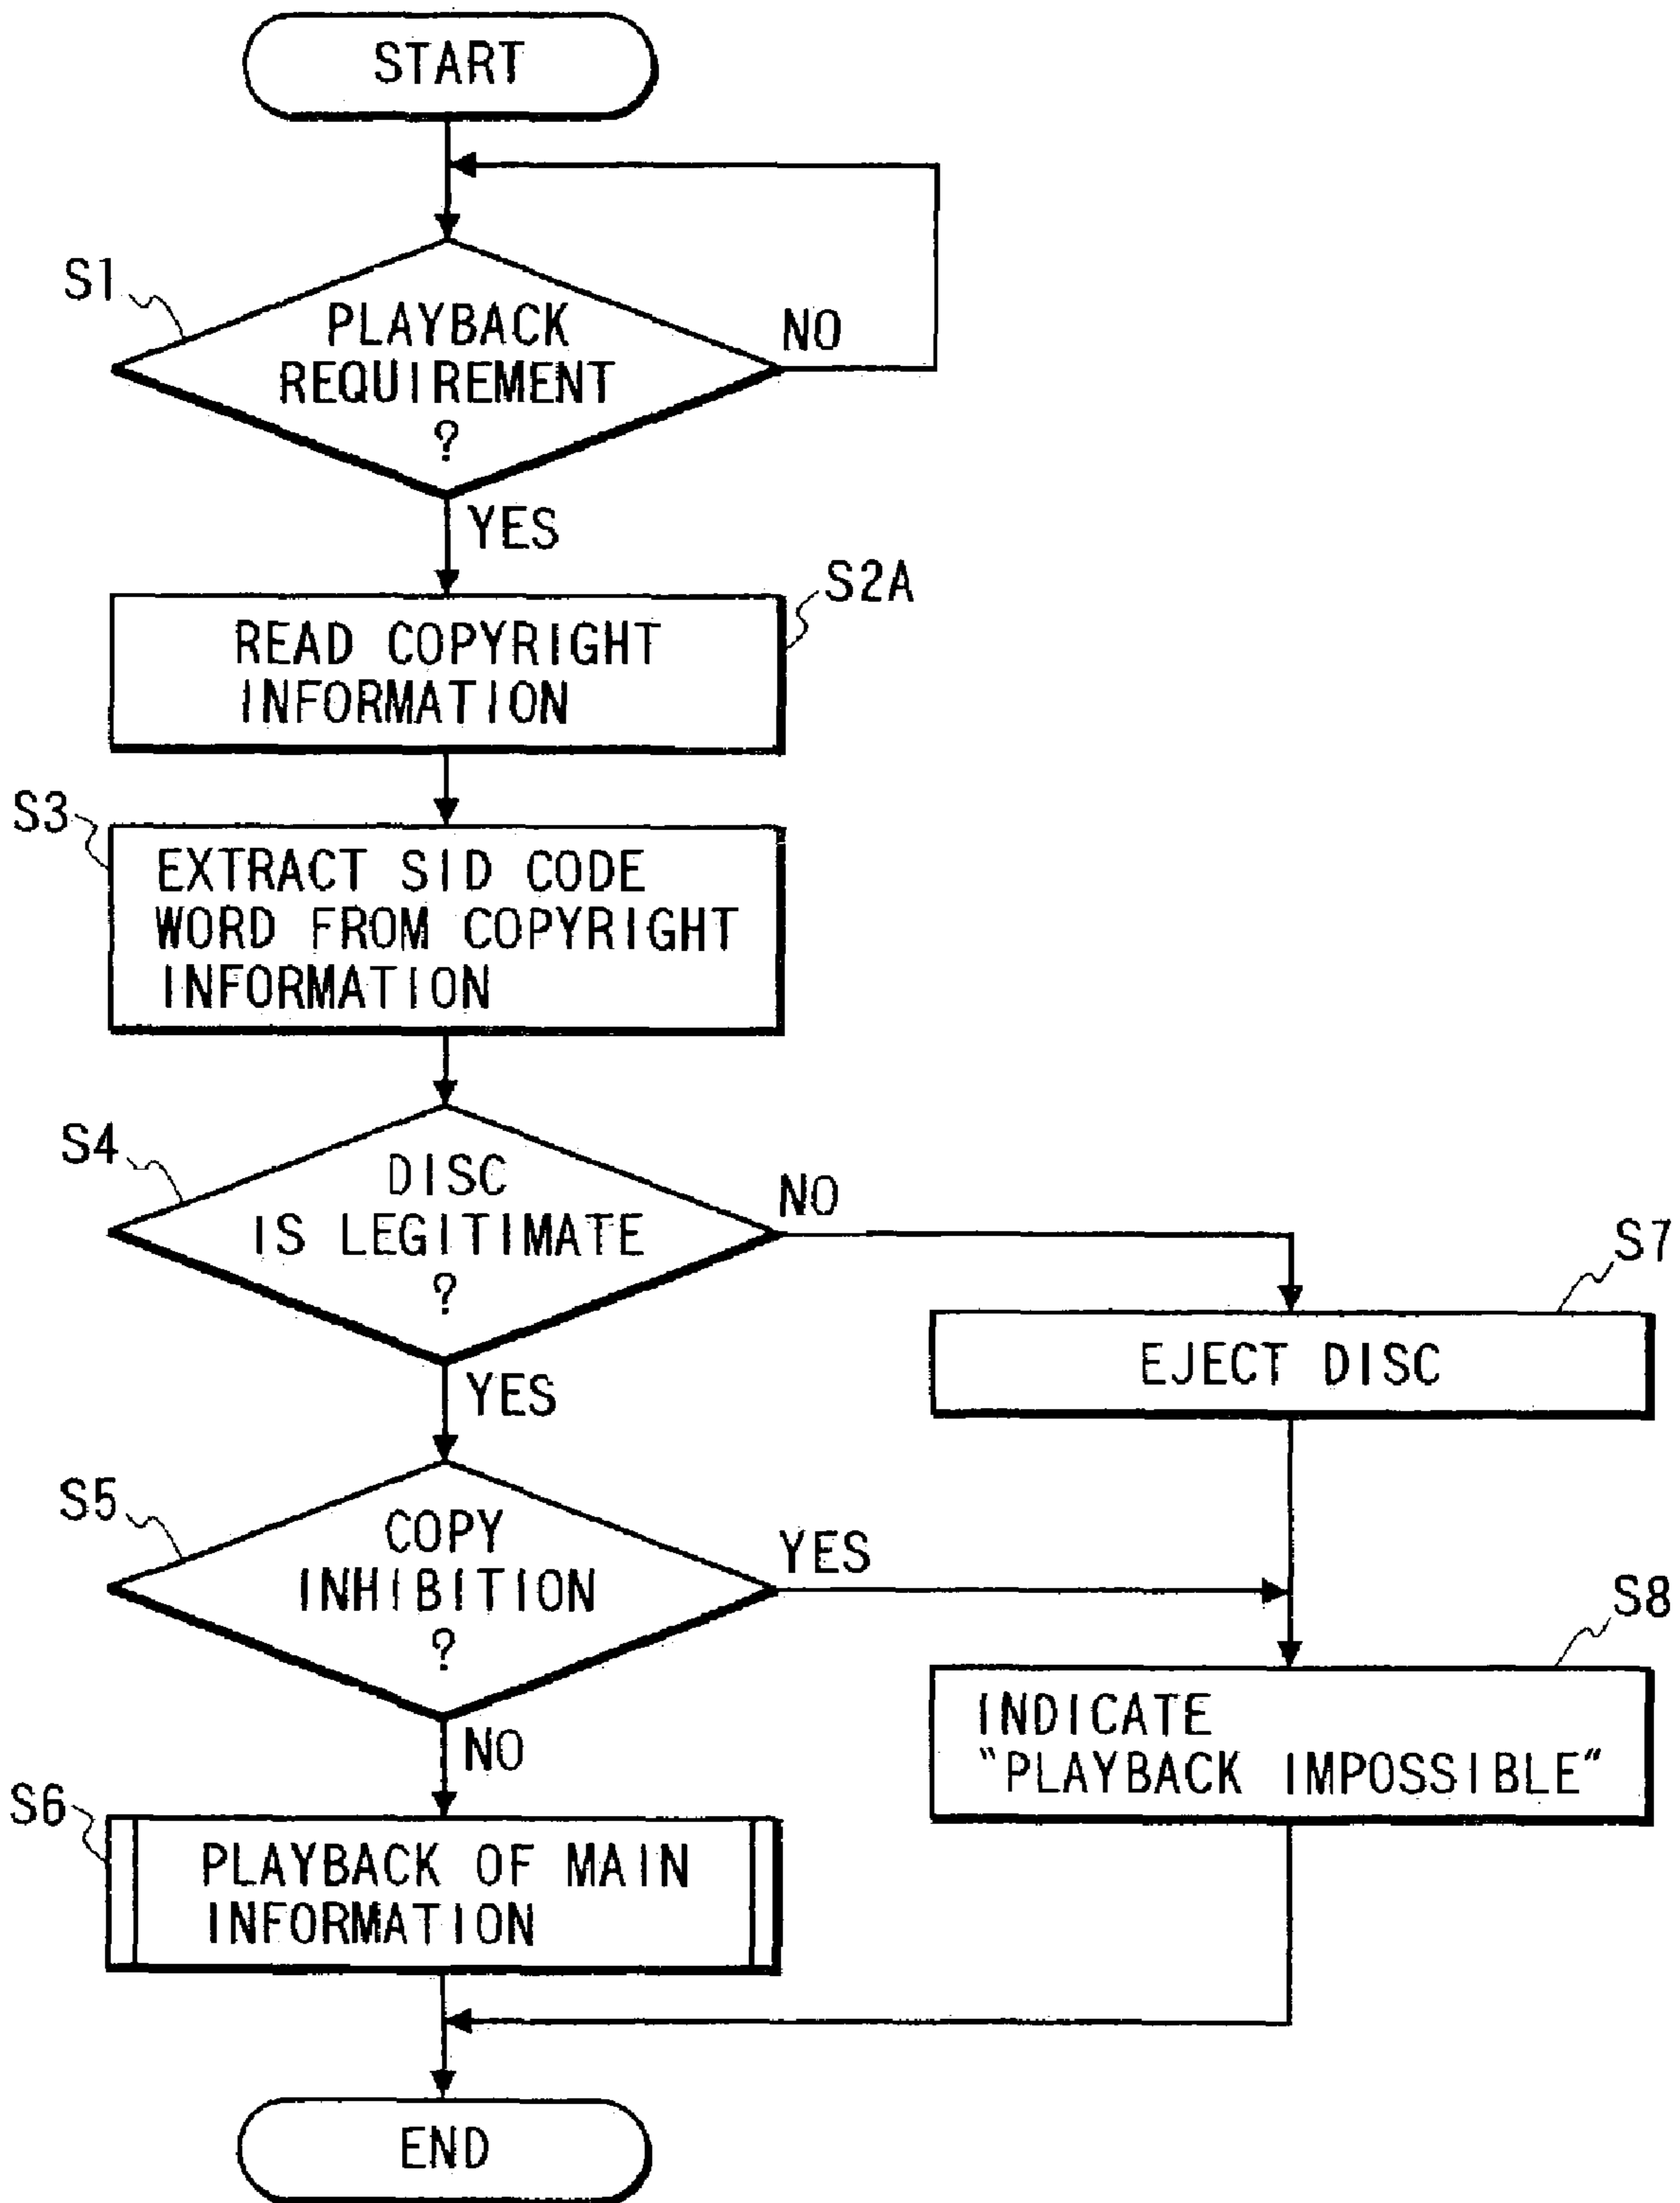 START
S1
PLAYBACK
REQUIREMENT
?
NO
YES
S2A
READ COPYRIGHT
INFORMATION
S3
EXTRACT SID CODE
WORD FROM COPYRIGHT
INFORMATION
S4
DISC
IS LEGITIMATE
?
NO
YES
S7
EJECT DISC
S5
COPY
INHIBITION
?
YES
NO
S8
INDICATE
"PLAYBACK IMPOSSIBLE"
S6
PLAYBACK OF MAIN
INFORMATION
END